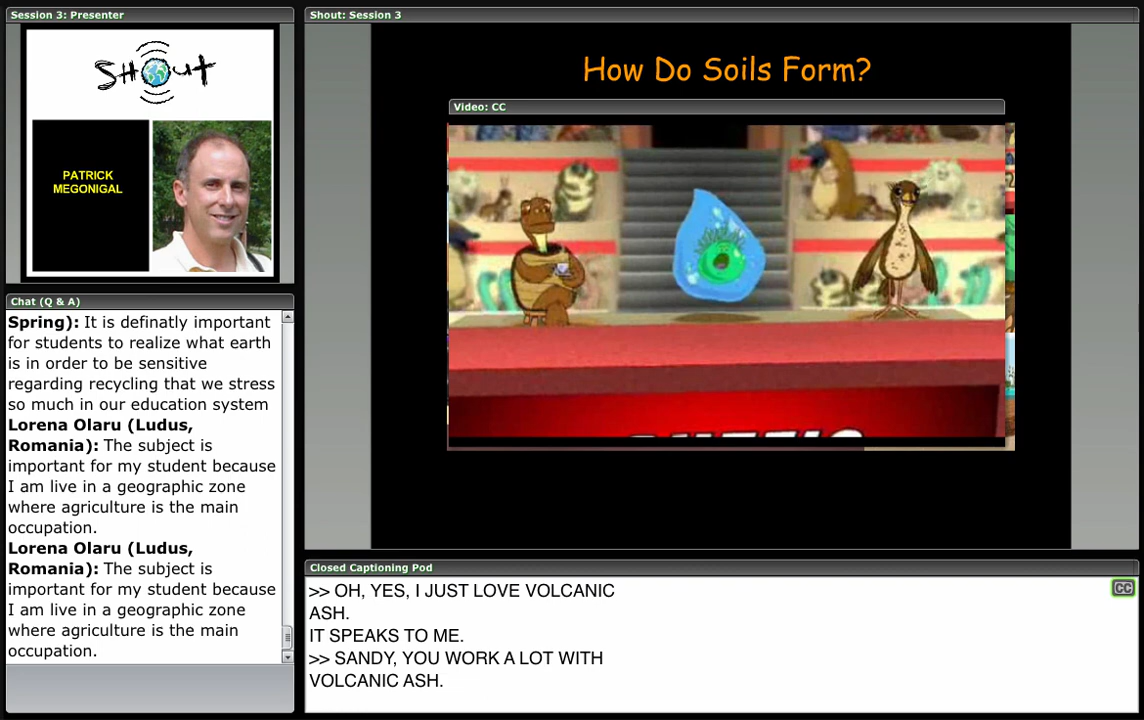 Session 3: Presenter
SHOUT
PATRICK
MEGONIGAL
Chat (Q & A)
Spring): It is definatly important
for students to realize what earth
is in order to be sensitive
regarding recycling that we stress
so much in our education system
Lorena Olaru (Ludus,
Romania): The subject is
important for my student because
I am live in a geographic zone
where agriculture is the main
occupation.
Lorena Olaru (Ludus,
Romania): The subject is
important for my student because
I am live in a geographic zone
where agriculture is the main
occupation.
Shout: Session 3
How Do Soils Form?
Video: CC
Closed Captioning Pod
>> OH, YES, I JUST LOVE VOLCANIC
ASH.
IT SPEAKS TO ME.
>> SANDY, YOU WORK A LOT WITH
VOLCANIC ASH.
CC